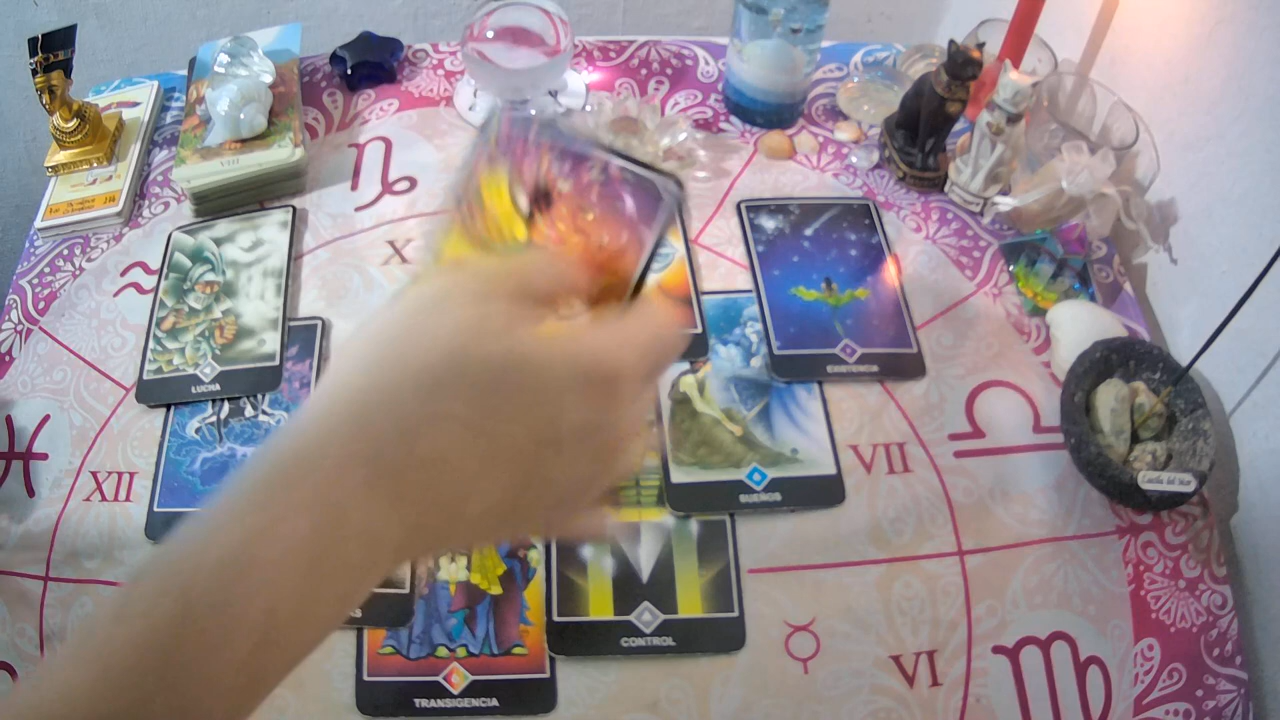 VIII
X
LUCHA
EXISTENCIA
XII
VII
SUEÑOS
CONTROL
VI
TRANSIGENCIA